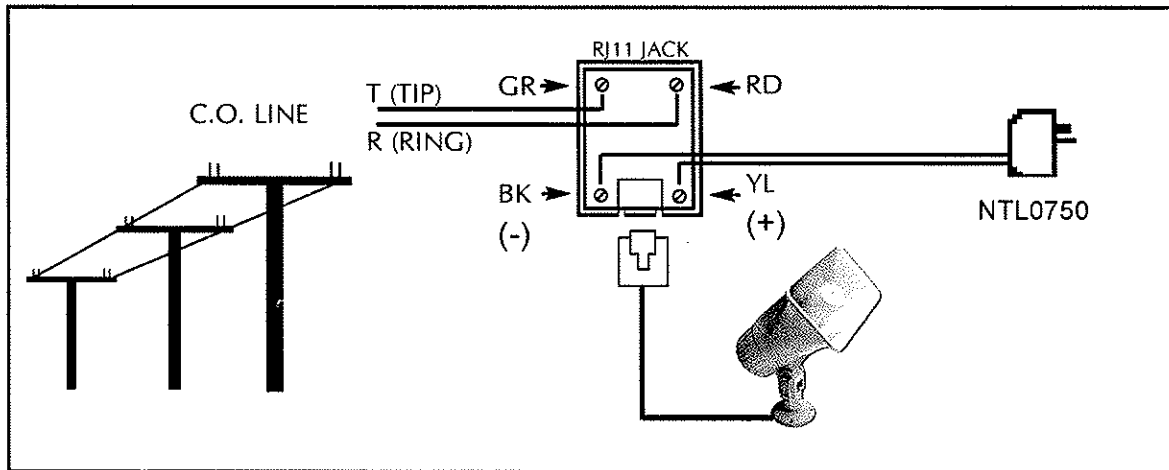 RJ11 JACK
GR
RD
T (TIP)
C.O. LINE
R (RING)
BK
(-)
YL
(+)
NTL0750